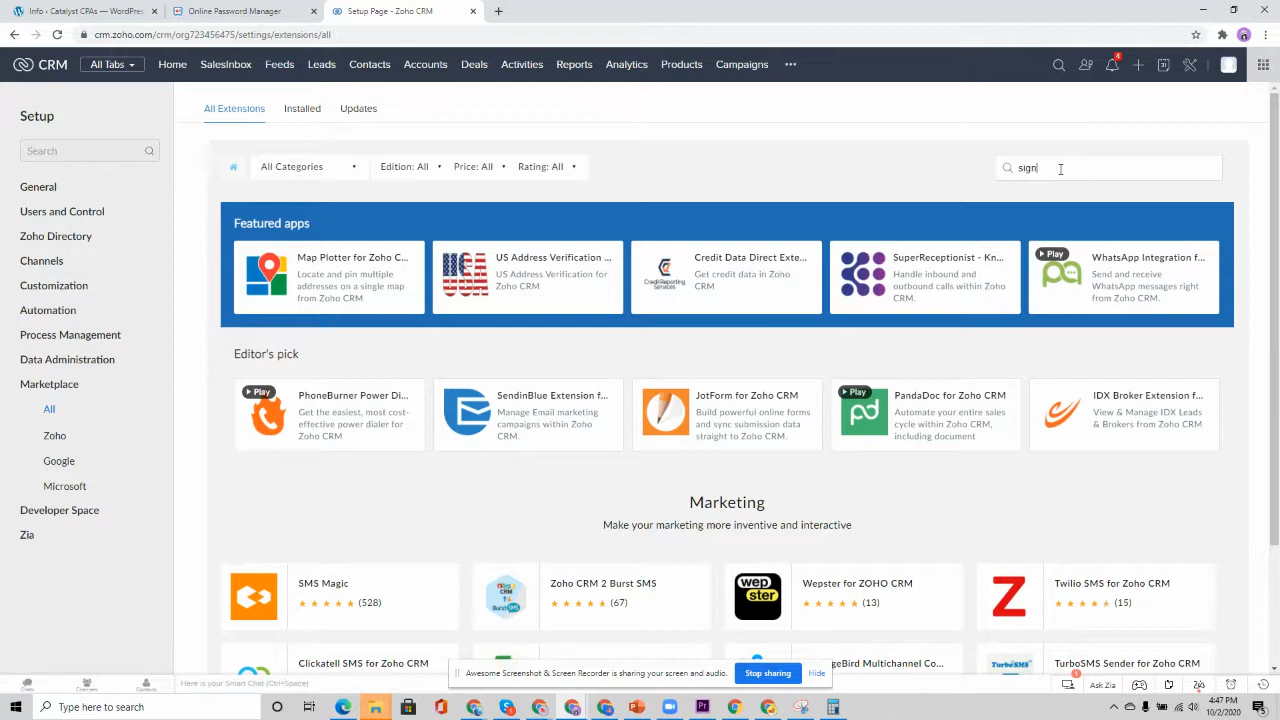 Info ‹ Catalyst CPAs — WordPres
Online Password Manager
Setup Page - Zoho CRM
crm.zoho.com/crm/org723456475/settings/extensions/all
CRM
All Tabs
Home
SalesInbox
Feeds
Leads
Contacts
Accounts
Deals
Activities
Reports
Analytics
Products
Campaigns
4
Setup
Search
General
Users and Control
Zoho Directory
Channels
Customization
Automation
Process Management
Data Administration
Marketplace
All
Zoho
Google
Microsoft
Developer Space
Zia
All Extensions
Installed
Updates
All Categories
Edition: All
Price: All
Rating: All
sign
Featured apps
Map Plotter for Zoho C...
Locate and pin multiple
addresses on a single map
from Zoho CRM
USA
US Address Verification ...
US Address Verification for
Zoho CRM
CreditReporting
Services
Credit Data Direct Exte...
Get credit data in Zoho
CRM
SuperReceptionist - Kn...
Handle inbound and
outbound calls within Zoho
CRM.
Play
WhatsApp Integration f...
Send and receive
WhatsApp messages right
from Zoho CRM.
Editor's pick
Play
PhoneBurner Power Di...
Get the easiest, most cost-
effective power dialer for
Zoho CRM
SendinBlue Extension f...
Manage Email marketing
campaigns within Zoho
CRM.
JotForm for Zoho CRM
Build powerful online forms
and sync submission data
straight to Zoho CRM.
Play
pd
PandaDoc for Zoho CRM
Automate your entire sales
cycle within Zoho CRM,
including document
IDX Broker Extension f...
View & Manage IDX Leads
& Brokers from Zoho CRM
Marketing
Make your marketing more inventive and interactive
SMS Magic
(528)
Zoho CRM 2 Burst SMS
(67)
wep
ster
Wepster for ZOHO CRM
(13)
Z
Twilio SMS for Zoho CRM
(15)
Clickatell SMS for Zoho CRM
ageBird Multichannel Co...
TurboSMS
TurboSMS Sender for Zoho CRM
Awesome Screenshot & Screen Recorder is sharing your screen and audio.
Stop sharing
Hide
Chats
Channels
Contacts
Here is your Smart Chat (Ctrl+Space)
1
Ask Zia
Type here to search
4:47 PM
10/2/2020